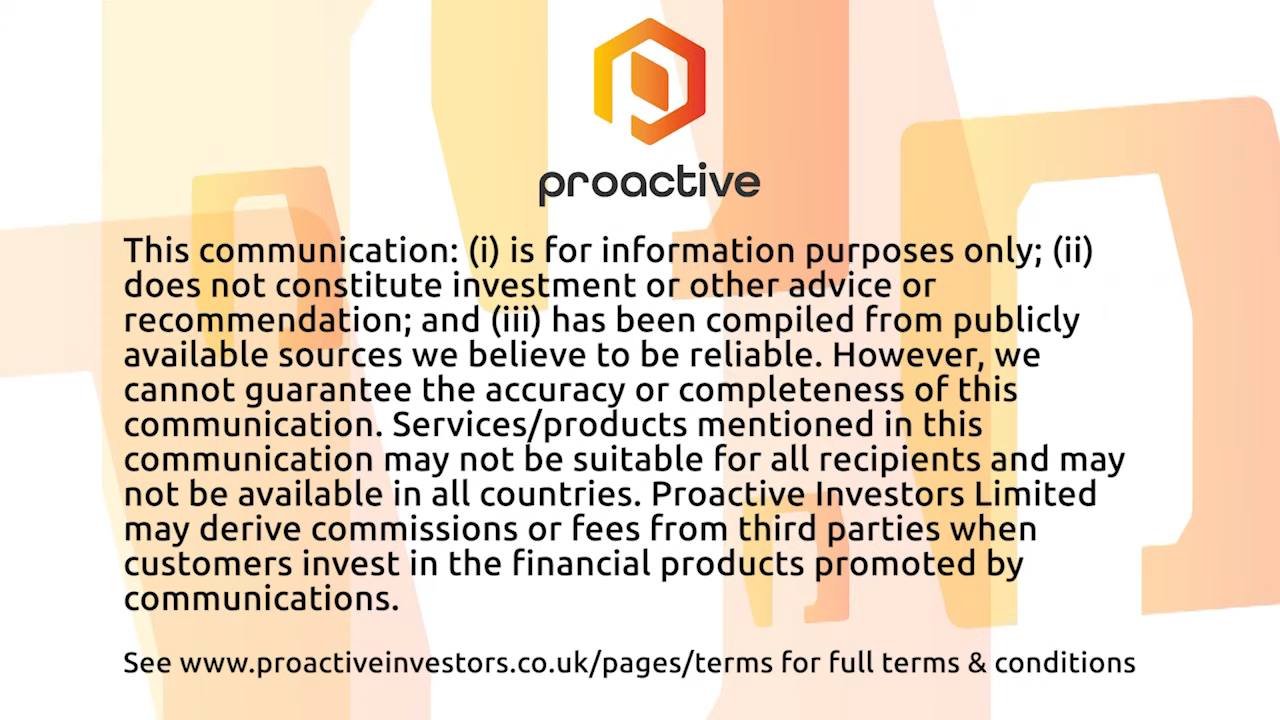 proactive
This communication: (i) is for information purposes only; (ii)
does not constitute investment or other advice or
recommendation; and (iii) has been compiled from publicly
available sources we believe to be reliable. However, we
cannot guarantee the accuracy or completeness of this
communication. Services/products mentioned in this
communication may not be suitable for all recipients and may
not be available in all countries. Proactive Investors Limited
may derive commissions or fees from third parties when
customers invest in the financial products promoted by
communications.
See www.proactiveinvestors.co.uk/pages/terms for full terms & conditions